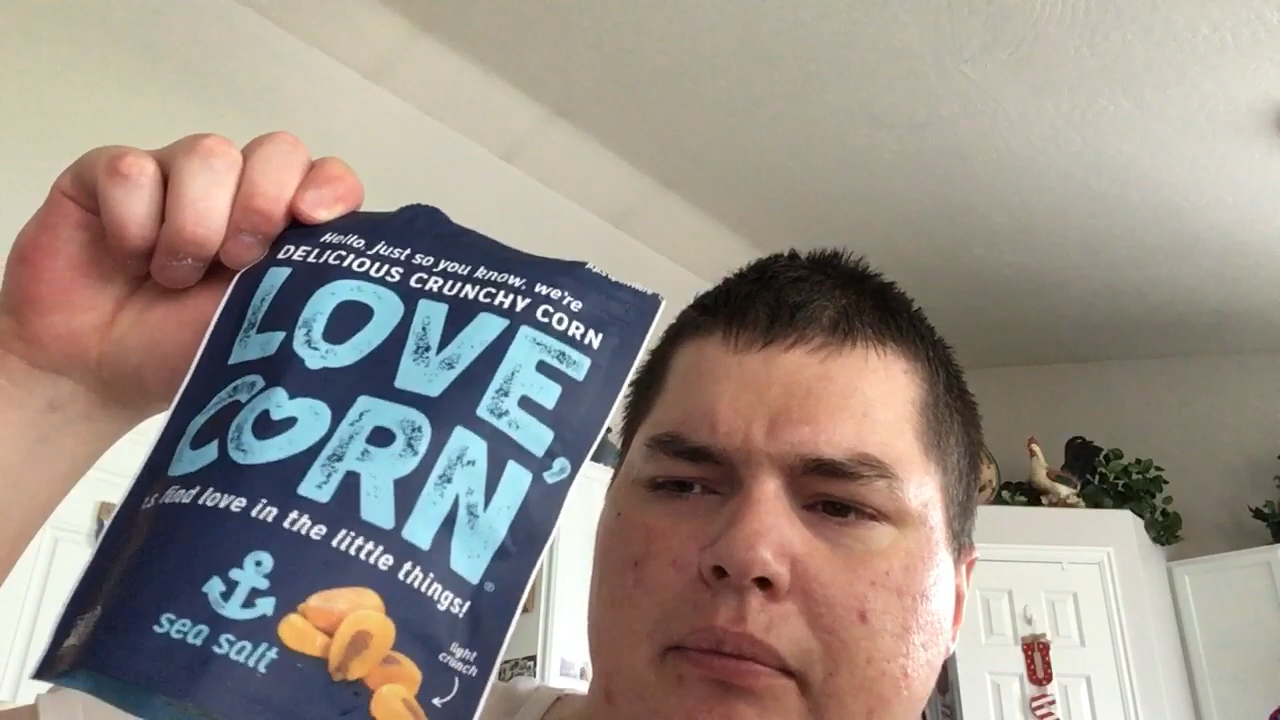 Hello, just so you know, we're
DELICIOUS CRUNCHY CORN
LOVE
CORN®
find love in the little things!
sea salt
light
crunch
U